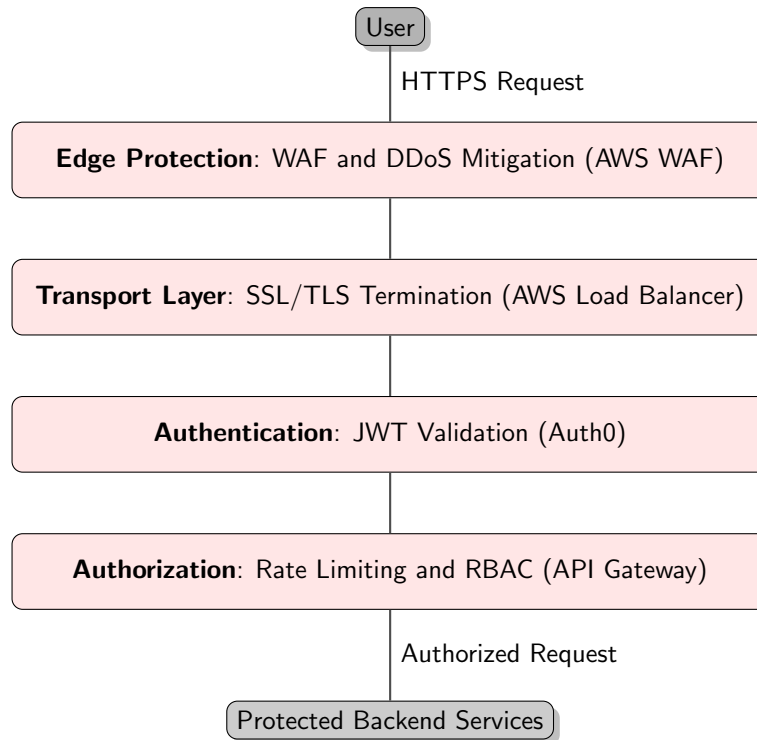 User
HTTPS Request
Edge Protection: WAF and DDoS Mitigation (AWS WAF)
Transport Layer: SSL/TLS Termination (AWS Load Balancer)
Authentication: JWT Validation (Auth0)
Authorization: Rate Limiting and RBAC (API Gateway)
Authorized Request
Protected Backend Services